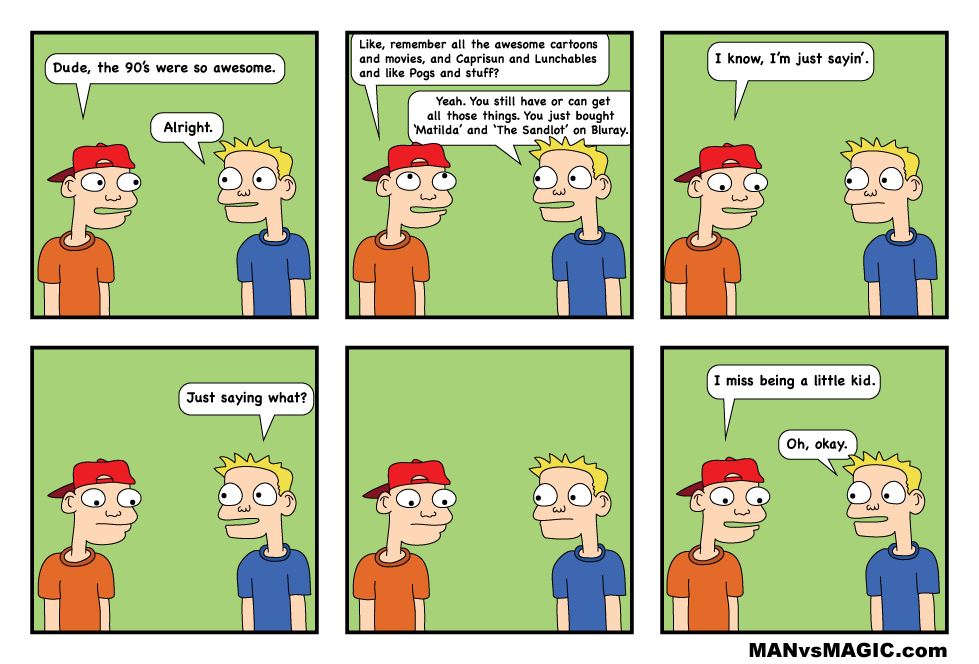 Dude, the 90's were so awesome.
Alright.
Like, remember all the awesome cartoons
and movies, and Caprisun and Lunchables
and like Pogs and stuff?
Yeah. You still have or can get
all those things. You just bought
'Matilda' and 'The Sandlot' on Bluray.
I know, I'm just sayin'.
Just saying what?
I miss being a little kid.
Oh, okay.
MANvsMAGIC.com